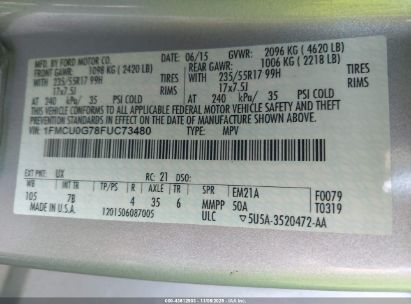 MFD. BY FORD MOTOR CO.
DATE: 06/15 GVWR: 2096 KG ( 4620 LB)
FRONT GAWR: 1098 KG ( 2420 LB) REAR GAWR: 1006 KG ( 2218 LB)
235/55R17 99H TIRES 235/55R17 99H TIRES
17x7.5J RIMS 17x7.5J RIMS
AT 240 kPa/ 35 PSI COLD AT 240 kPa/ 35 PSI COLD
THIS VEHICLE CONFORMS TO ALL APPLICABLE FEDERAL MOTOR VEHICLE SAFETY AND THEFT PREVENTION STANDARDS IN EFFECT ON THE DATE OF MANUFACTURE SHOWN ABOVE.
1FMCU0G78FUC73480 TYPE: MPV
EXT PNT: UX RC: 21 DSO:
WB INT TR TP/PS R AXLE TR SPR EM21A F0079
105 7B 4 35 6 MMPP 50A T0319
MADE IN U.S.A. 1201506087005 ULC 5U5A-3520472-AA